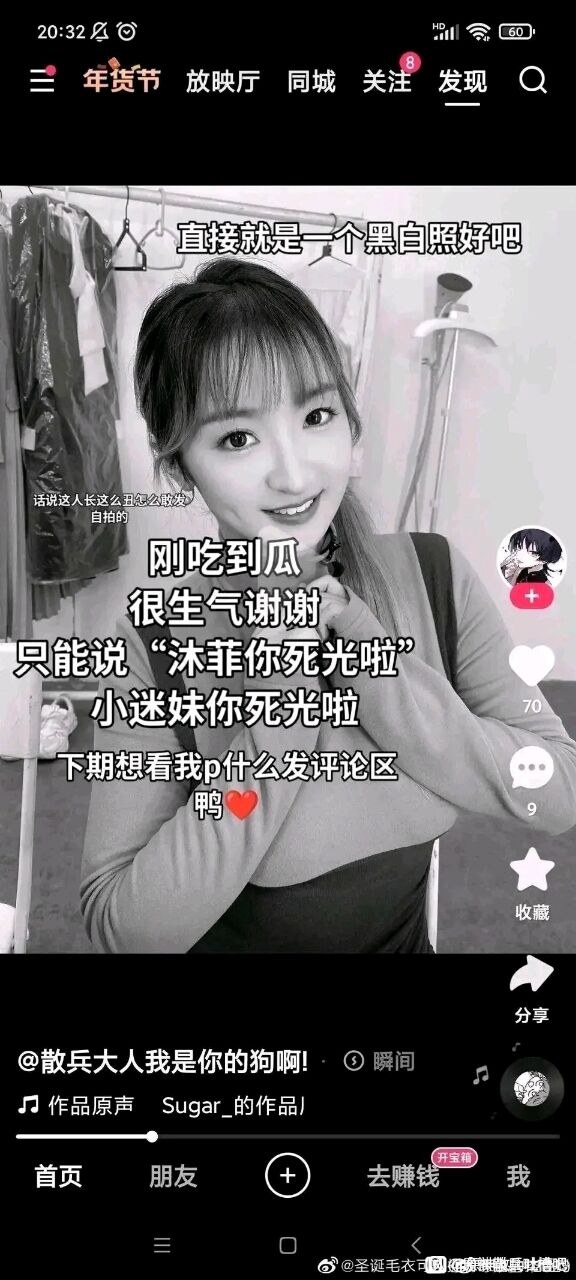 20:32
HD
60
年货节
放映厅
同城
关注
8
发现
直接就是一个黑白照好吧
话说这人长这么丑怎么敢发
自拍的
刚吃到瓜
很生气谢谢
只能说“沐菲你死光啦”
小迷妹你死光啦
下期想看我p什么发评论区
鸭❤️
70
9
收藏
分享
@散兵大人我是你的狗啊! · 瞬间
作品原声 Sugar_的作品
开宝箱
首页
朋友
去赚钱
我
@圣诞毛衣可